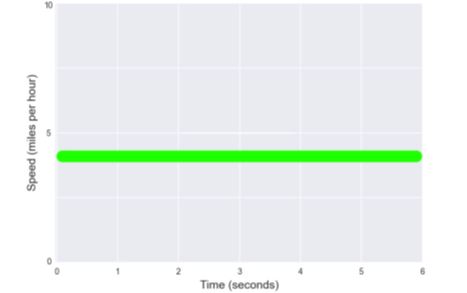 10
5
0
Speed (miles per hour)
0 1 2 3 4 5 6
Time (seconds)